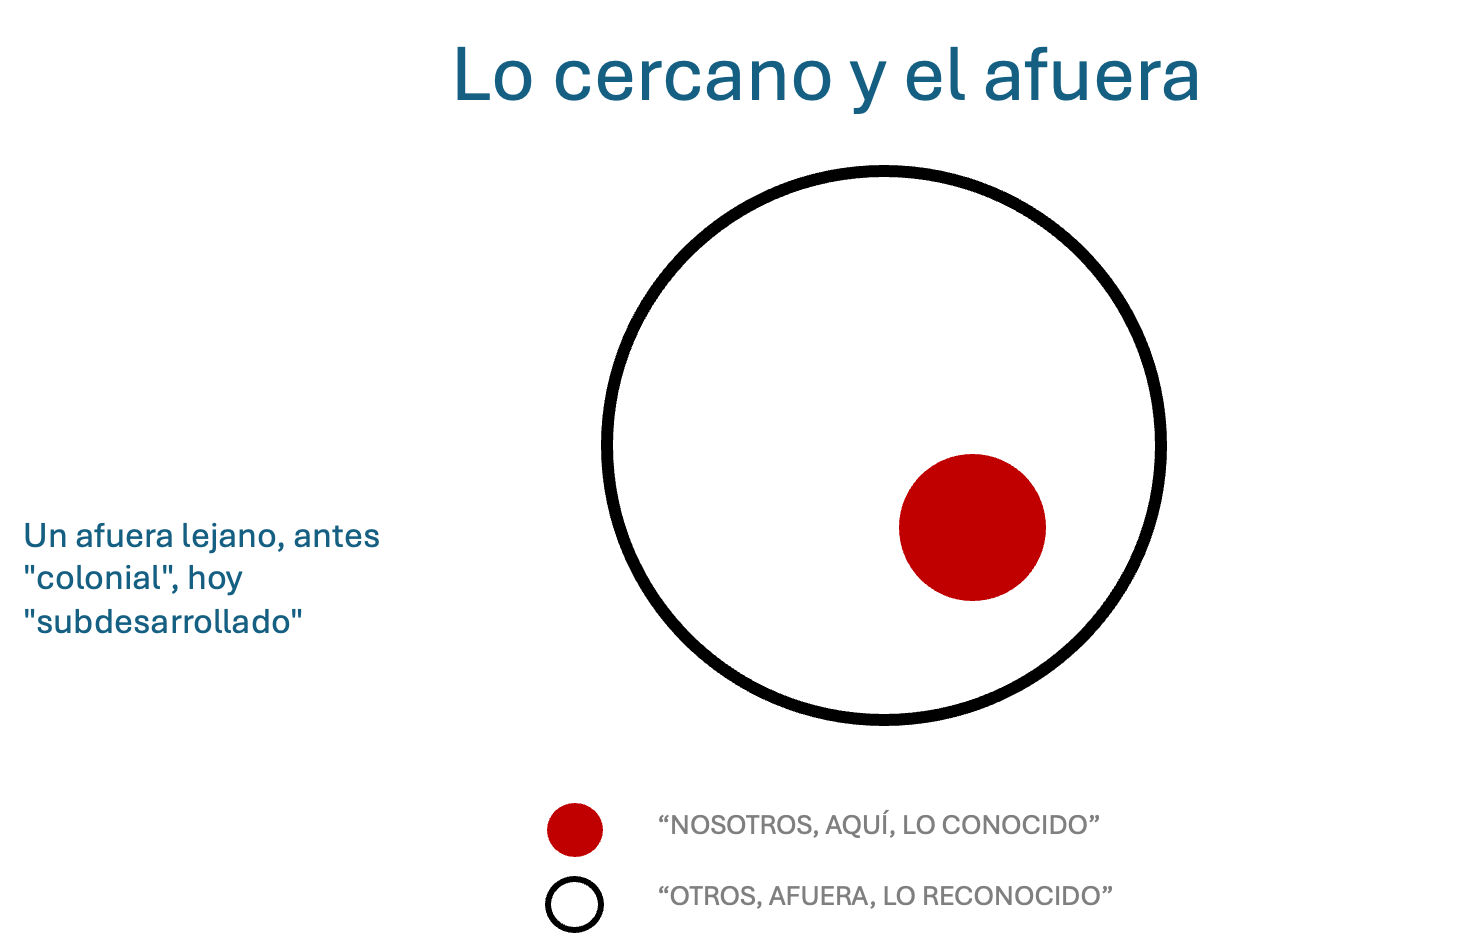 Lo cercano y el afuera
Un afuera lejano, antes
"colonial", hoy
"subdesarrollado"
“NOSOTROS, AQUÍ, LO CONOCIDO”
“OTROS, AFUERA, LO RECONOCIDO”